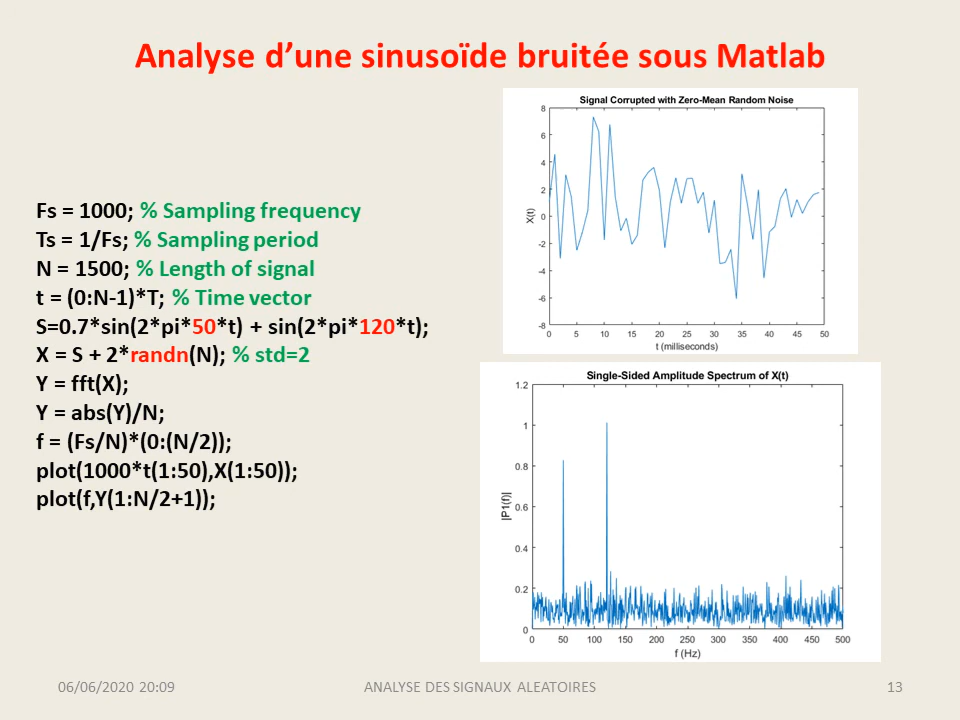 Analyse d’une sinusoïde bruitée sous Matlab
Fs = 1000; % Sampling frequency
Ts = 1/Fs; % Sampling period
N = 1500; % Length of signal
t = (0:N-1)*T; % Time vector
S=0.7*sin(2*pi*50*t) + sin(2*pi*120*t);
X = S + 2*randn(N); % std=2
Y = fft(X);
Y = abs(Y)/N;
f = (Fs/N)*(0:(N/2));
plot(1000*t(1:50),X(1:50));
plot(f,Y(1:N/2+1));
Signal Corrupted with Zero-Mean Random Noise
X(t)
8
6
4
2
0
-2
-4
-6
-8
0 5 10 15 20 25 30 35 40 45 50
t (milliseconds)
Single-Sided Amplitude Spectrum of X(t)
|P1(f)|
1.2
1
0.8
0.6
0.4
0.2
0
0 50 100 150 200 250 300 350 400 450 500
f (Hz)
06/06/2020 20:09 ANALYSE DES SIGNAUX ALEATOIRES 13